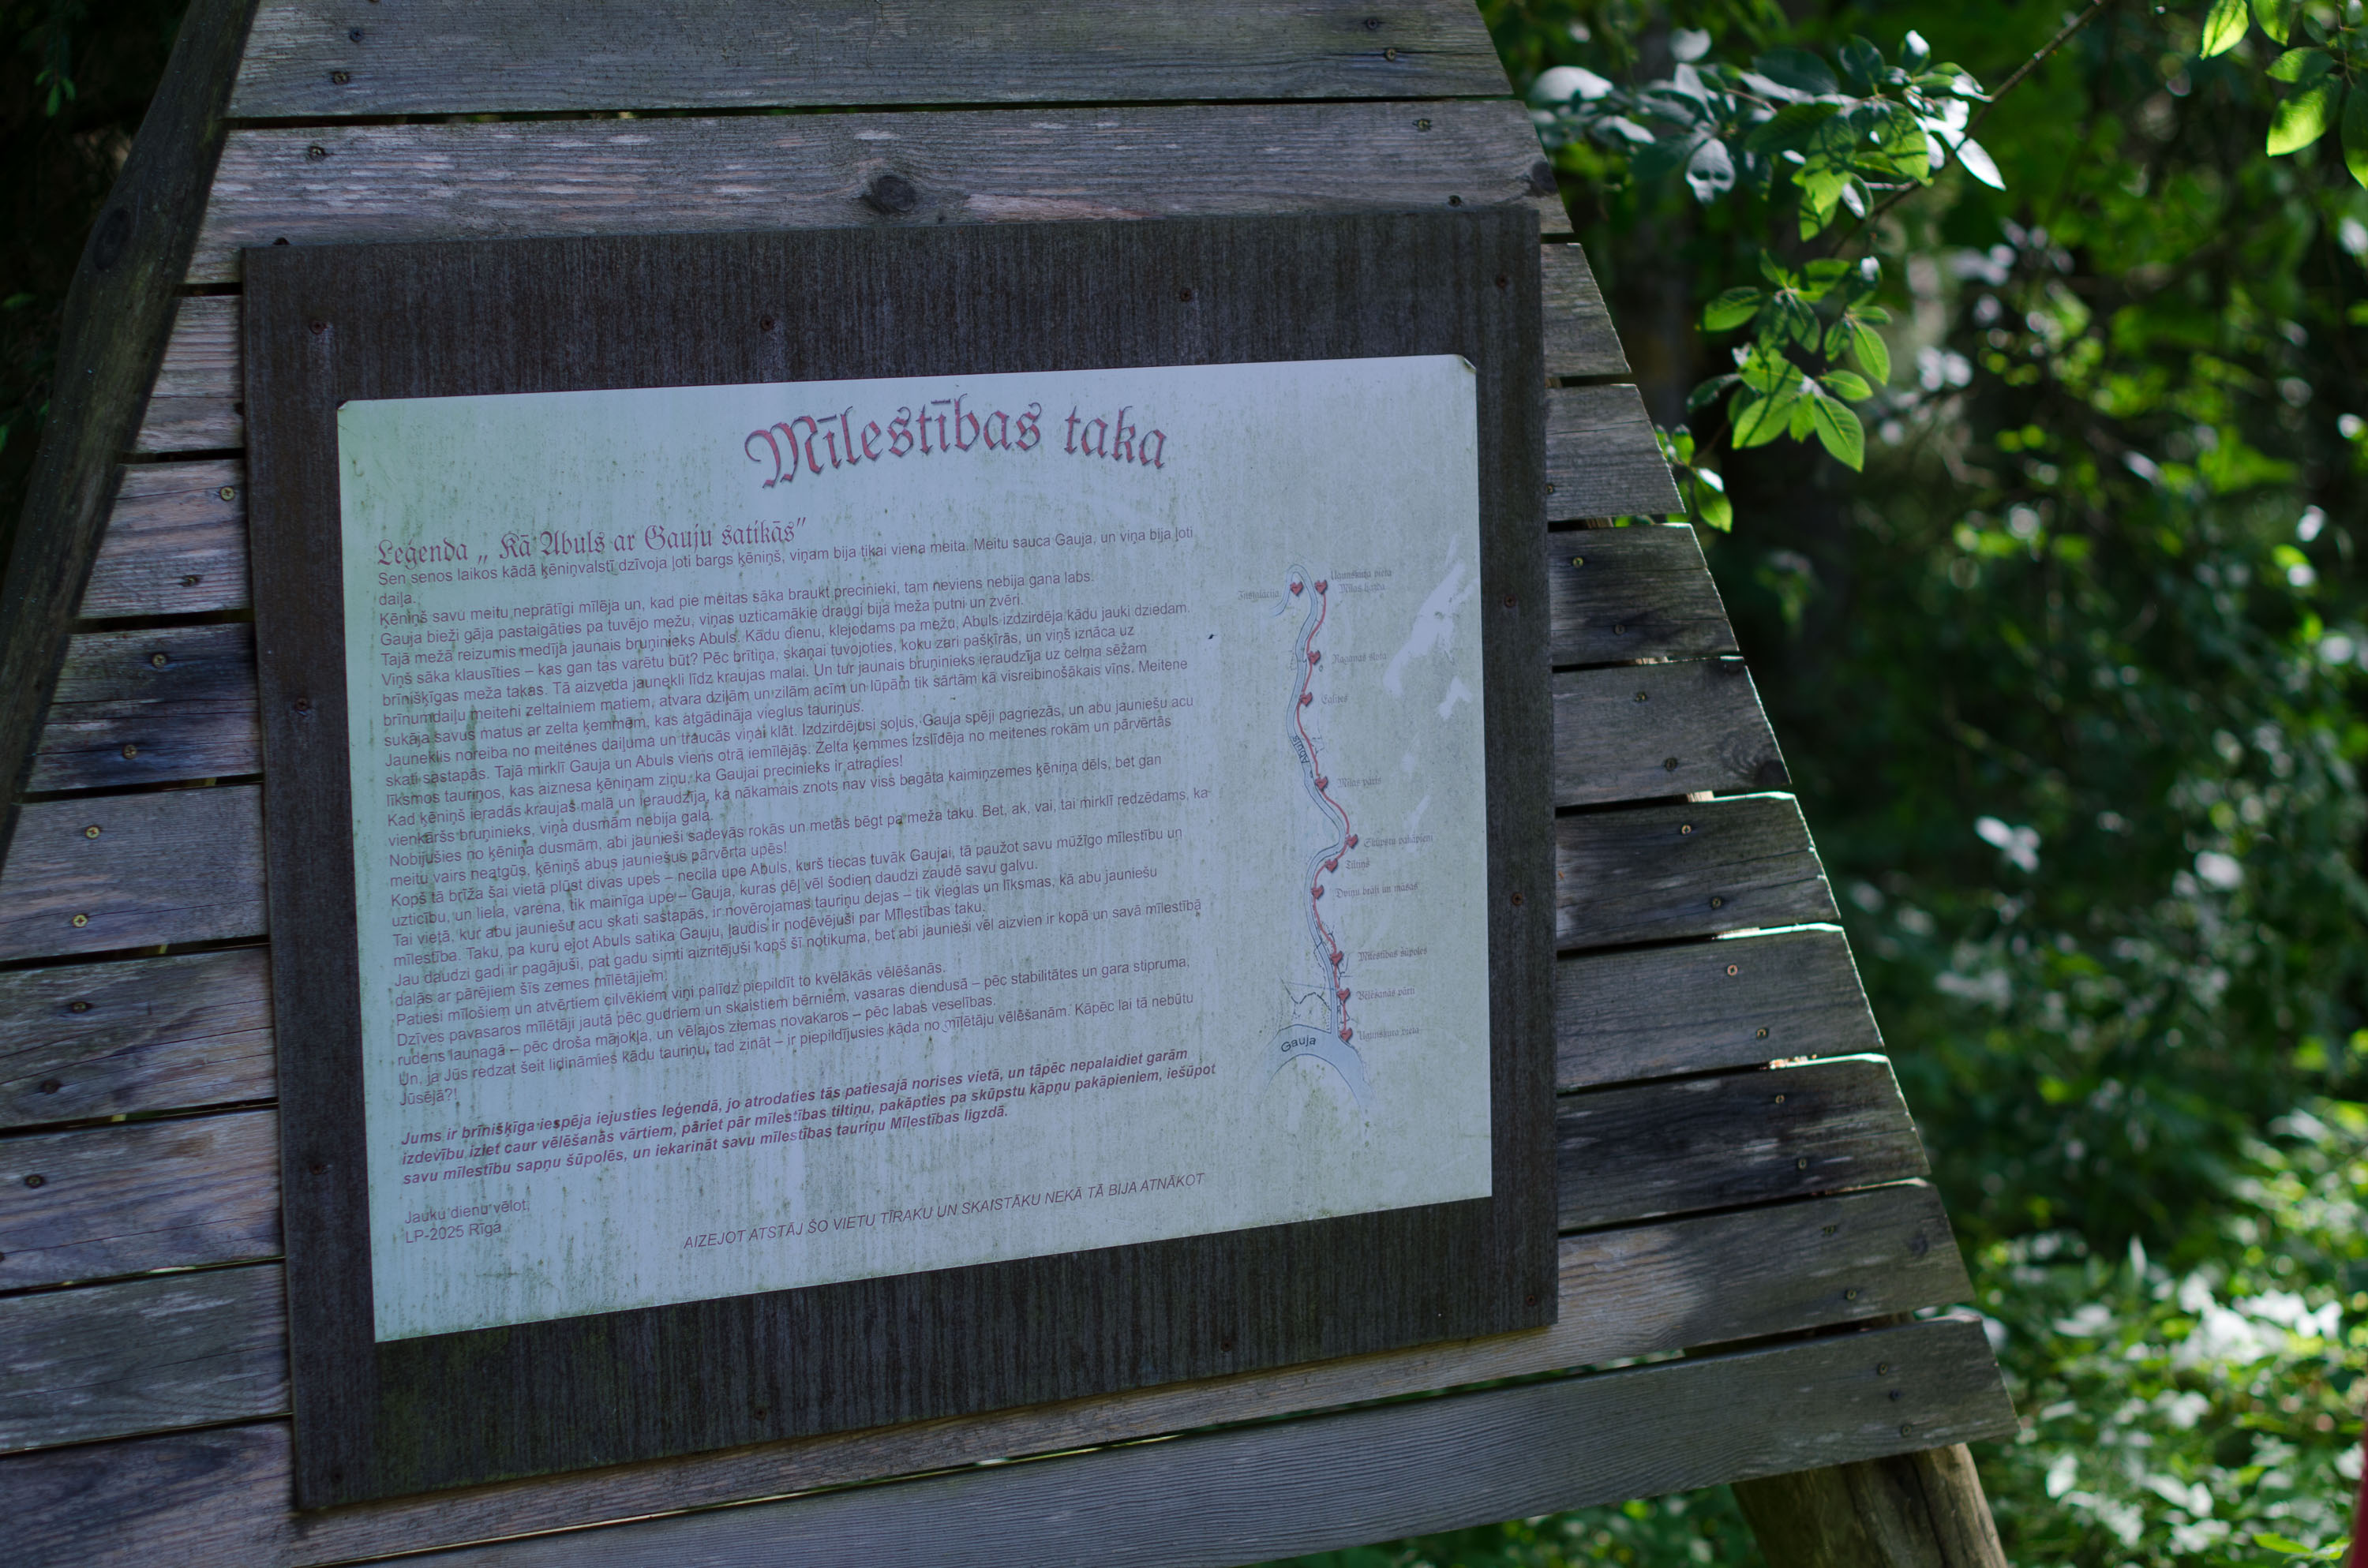 Mīlestības taka
Leģenda „ Kā Abuls ar Gauju satikās"
Sen senos laikos kādā ķēniņvalstī dzīvoja ļoti bargs ķēniņš, viņam bija tikai viena meita. Meitu sauca Gauja, un viņa bija ļoti
daiļa.
Ķēniņš savu meitu neprātīgi mīlēja un, kad pie meitas sāka braukt precinieki, tam neviens nebija gana labs.
Gauja bieži gāja pastaigāties pa tuvējo mežu, viņas uzticamākie draugi bija meža putni un zvēri.
Tajā mežā reizumis medīja jaunais bruņinieks Abuls. Kādu dienu, klejodams pa mežu, Abuls izdzirdēja kādu jauki dziedam.
Viņš sāka klausīties – kas gan tas varētu būt? Pēc brītiņa, skaņai tuvojoties, koku zari pašķīrās, un viņš iznāca uz
brīnišķīgas meža takas. Tā aizveda jaunekli līdz kraujas malai. Un tur jaunais bruņinieks ieraudzīja uz celma sēžam
brīnumdaiļu meiteni zeltainiem matiem, atvara dziļām un zilām acīm un lūpām tik sārtām kā visreibinošākais vīns. Meitene
sukāja savus matus ar zelta ķemmēm, kas atgādināja vieglus tauriņus.
Jauneklis noreiba no meitenes daiļuma un traucās viņai klāt. Izdzirdējusi soļus, Gauja spēji pagriezās, un abu jauniešu acu
skati sastapās. Tajā mirklī Gauja un Abuls viens otrā iemīlējās. Zelta ķemmes izslīdēja no meitenes rokām un pārvērtās
līksmos tauriņos, kas aiznesa ķēniņam ziņu, ka Gaujai precinieks ir atradies!
Kad ķēniņš ieradās kraujas malā un ieraudzīja, ka nākamais znots nav viss bagāta kaimiņzemes ķēniņa dēls, bet gan
vienkāršs bruņinieks, viņa dusmām nebija gala.
Nobijušies no ķēniņa dusmām, abi jaunieši sadevās rokās un metās bēgt pa meža taku. Bet, ak, vai, tai mirklī redzēdams, ka
meitu vairs neatgūs, ķēniņš abus jauniešus pārvērta upēs!
Kopš tā brīža šai vietā plūst divas upes – necila upe Abuls, kurš tiecas tuvāk Gaujai, tā paužot savu mūžīgo mīlestību un
uzticību, un liela, varena, tik mainīga upe – Gauja, kuras dēļ vēl šodien daudzi zaudē savu galvu.
Tai vietā, kur abu jauniešu acu skati sastapās, ir novērojamas tauriņu dejas – tik vieglas un līksmas, kā abu jauniešu
mīlestība. Taku, pa kuru ejot Abuls satika Gauju, ļaudis ir nodēvējuši par Mīlestības taku.
Jau daudzi gadi ir pagājuši, pat gadu simti aizritējuši kopš šī notikuma, bet abi jaunieši vēl aizvien ir kopā un savā mīlestībā
dalās ar pārējiem šīs zemes mīlētājiem!
Patiesi mīlošiem un atvērtiem cilvēkiem viņi palīdz piepildīt to kvēlākās vēlēšanās.
Dzīves pavasaros mīlētāji jautā pēc gudriem un skaistiem bērniem, vasaras diendusā – pēc stabilitātes un gara stipruma,
rudens launagā – pēc droša mājokļa, un vēlajos ziemas novakaros – pēc labas veselības.
Un, ja Jūs redzat šeit lidināmies kādu tauriņu, tad zināt – ir piepildījusies kāda no mīlētāju vēlēšanām. Kāpēc lai tā nebūtu
Jūsējā?!
Jums ir brīnišķīga iespēja iejusties leģendā, jo atrodaties tās patiesajā norises vietā, un tāpēc nepalaidiet garām
izdevību iziet caur vēlēšanās vārtiem, pāriet pār mīlestības tiltiņu, pakāpties pa skūpstu kāpņu pakāpieniem, iešūpot
savu mīlestību sapņu šūpolēs, un iekarināt savu mīlestības tauriņu Mīlestības ligzdā.
Jauku dienu vēlot,
LP-2025 Rīga
AIZEJOT ATSTĀJ ŠO VIETU TĪRAKU UN SKAISTĀKU NEKĀ TĀ BIJA ATNĀKOT
Ugunskura vieta
Mīlas ligzda
Mīlas pāris
Skūpstu pakāpieni
Tiltiņš
Dvīņu brāļi un māsas
Mīlestības šūpoles
Vēlēšanās vārti
Ugunskura vieta
Abuls
Gauja